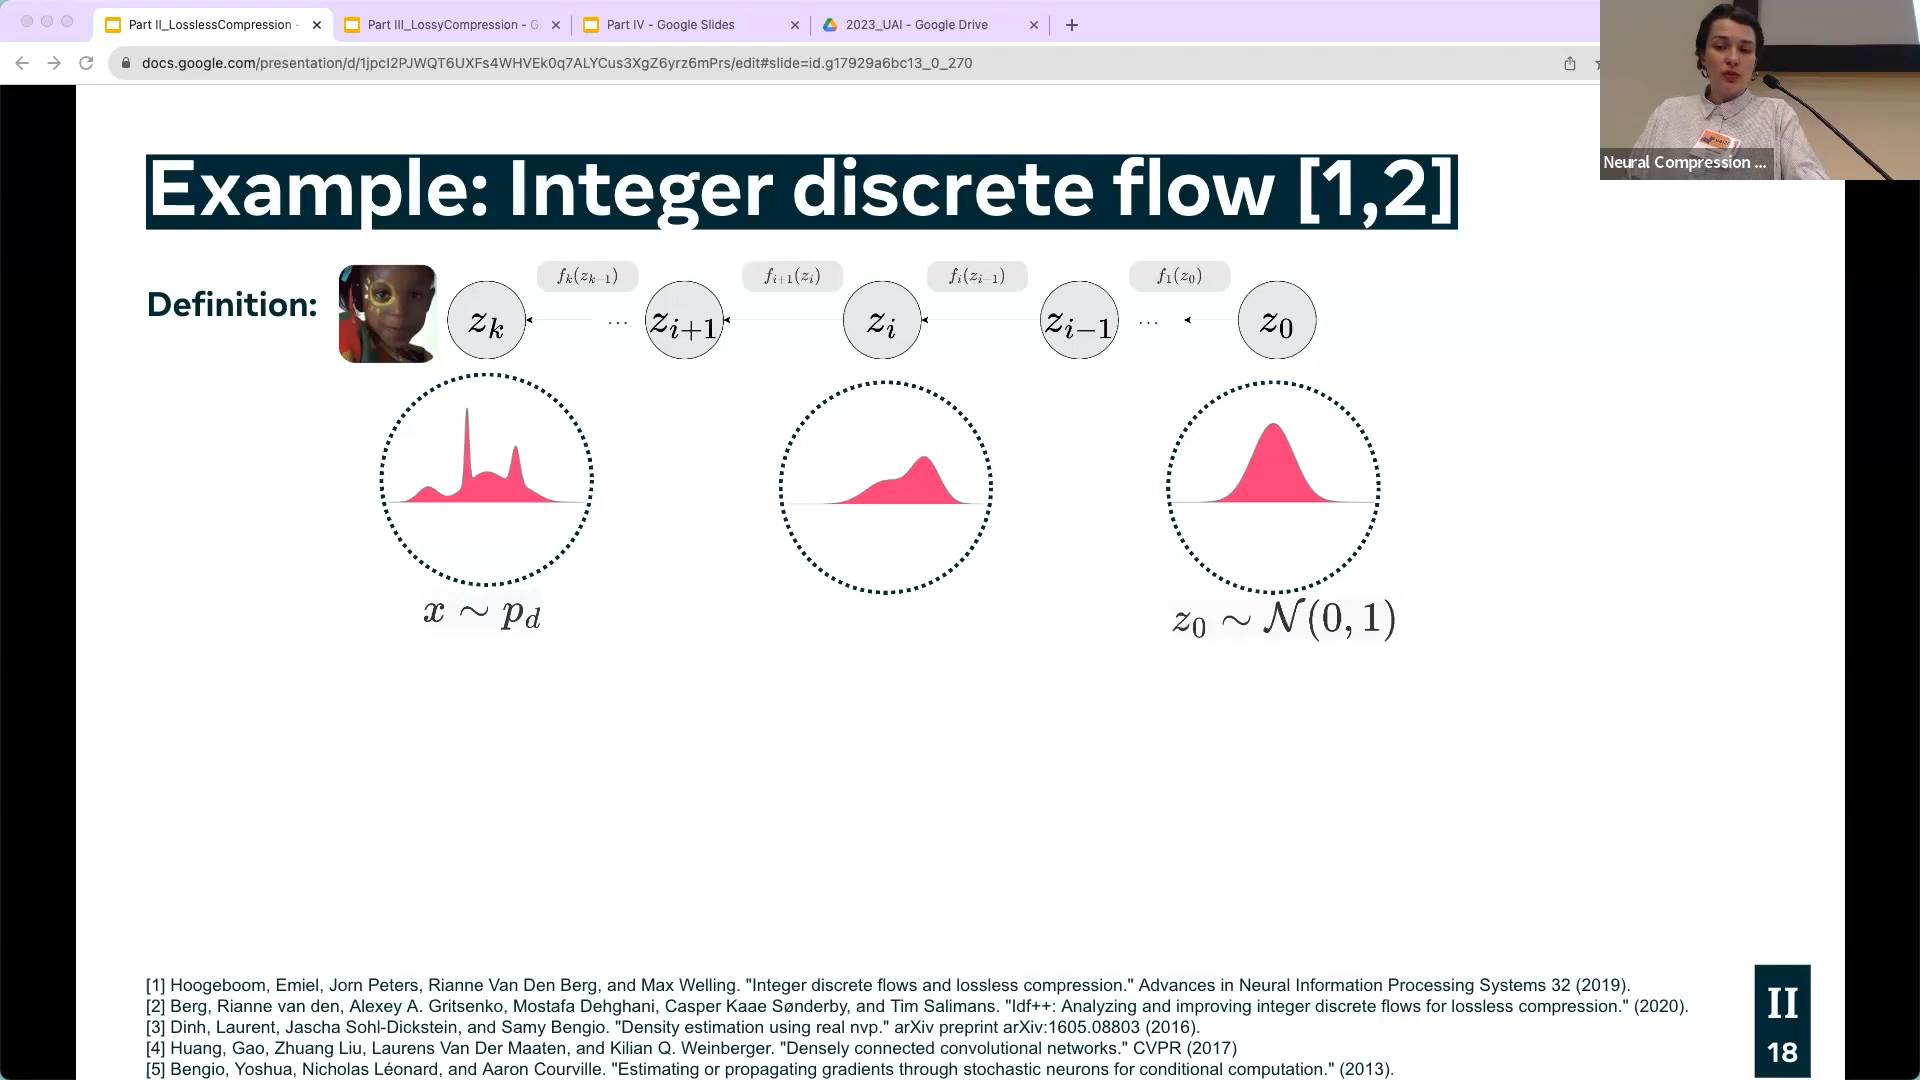 Part II_LosslessCompression -
Part III_LossyCompression - G
Part IV - Google Slides
2023_UAI - Google Drive
docs.google.com/presentation/d/1jpcI2PJWQT6UXFs4WHVEk0q7ALYCus3XgZ6yrz6mPrs/edit#slide=id.g17929a6bc13_0_270
Neural Compression ...
Example: Integer discrete flow [1,2]
Definition:
f_k(z_{k-1}) f_{i+1}(z_i) f_i(z_{i-1}) f_1(z_0)
z_k ... z_{i+1} z_i z_{i-1} ... z_0
x ∼ p_d
z_0 ∼ 𝒩(0, 1)
[1] Hoogeboom, Emiel, Jorn Peters, Rianne Van Den Berg, and Max Welling. "Integer discrete flows and lossless compression." Advances in Neural Information Processing Systems 32 (2019).
[2] Berg, Rianne van den, Alexey A. Gritsenko, Mostafa Dehghani, Casper Kaae Sønderby, and Tim Salimans. "Idf++: Analyzing and improving integer discrete flows for lossless compression." (2020).
[3] Dinh, Laurent, Jascha Sohl-Dickstein, and Samy Bengio. "Density estimation using real nvp." arXiv preprint arXiv:1605.08803 (2016).
[4] Huang, Gao, Zhuang Liu, Laurens Van Der Maaten, and Kilian Q. Weinberger. "Densely connected convolutional networks." CVPR (2017)
[5] Bengio, Yoshua, Nicholas Léonard, and Aaron Courville. "Estimating or propagating gradients through stochastic neurons for conditional computation." (2013).
II
18